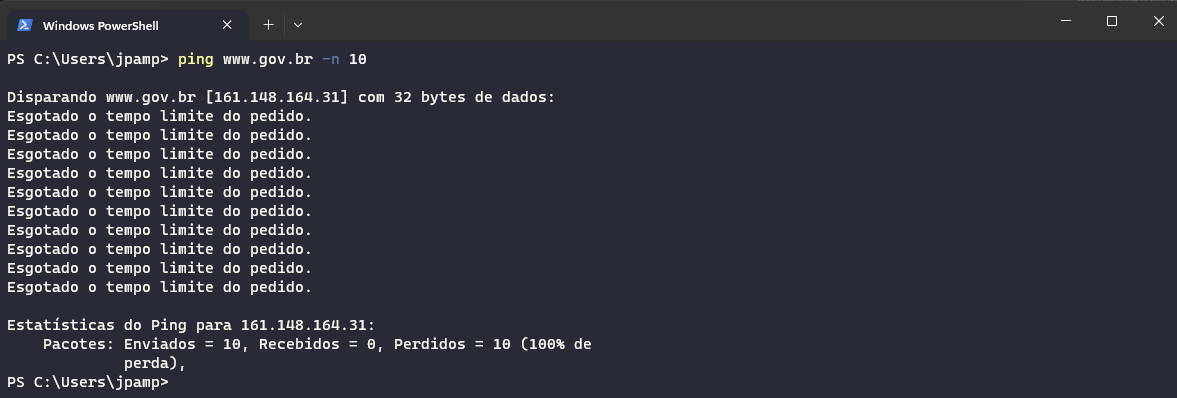 Windows PowerShell
PS C:\Users\jpamp> ping www.gov.br -n 10
Disparando www.gov.br [161.148.164.31] com 32 bytes de dados:
Esgotado o tempo limite do pedido.
Esgotado o tempo limite do pedido.
Esgotado o tempo limite do pedido.
Esgotado o tempo limite do pedido.
Esgotado o tempo limite do pedido.
Esgotado o tempo limite do pedido.
Esgotado o tempo limite do pedido.
Esgotado o tempo limite do pedido.
Esgotado o tempo limite do pedido.
Esgotado o tempo limite do pedido.
Estatísticas do Ping para 161.148.164.31:
Pacotes: Enviados = 10, Recebidos = 0, Perdidos = 10 (100% de
perda),
PS C:\Users\jpamp>